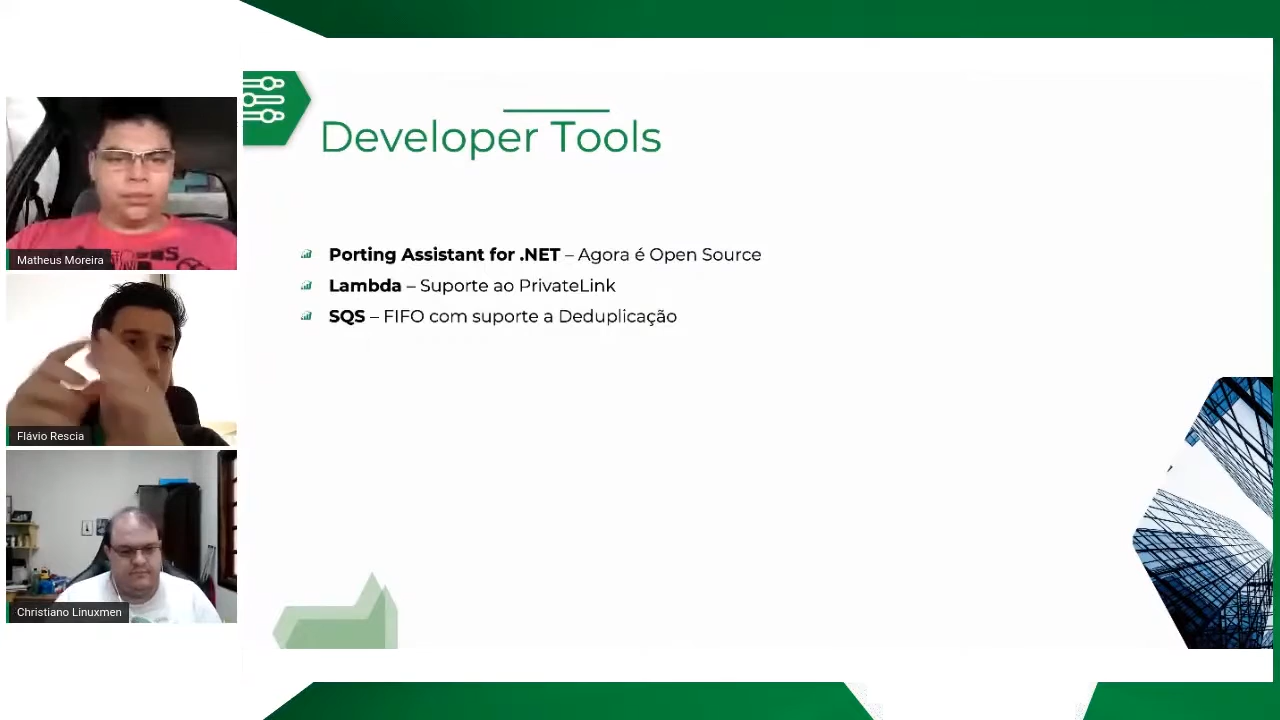 Developer Tools
Porting Assistant for .NET – Agora é Open Source
Lambda – Suporte ao PrivateLink
SQS – FIFO com suporte a Deduplicação
Matheus Moreira
Flávio Rescia
Christiano Linuxmen